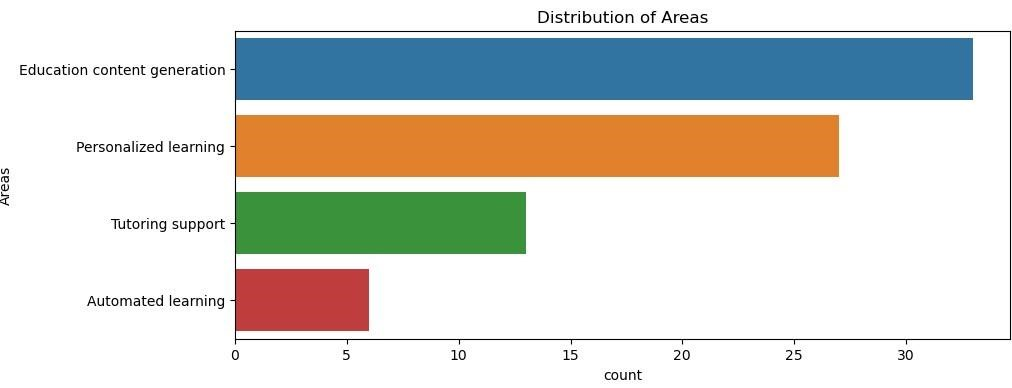 Distribution of Areas
Education content generation
Personalized learning
Tutoring support
Automated learning
Areas
0 5 10 15 20 25 30
count